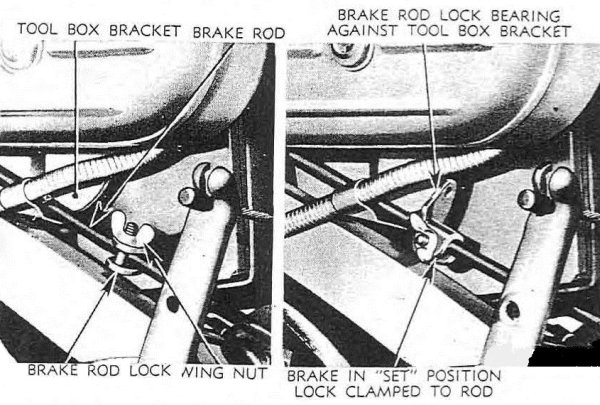 TOOL BOX BRACKET BRAKE ROD
BRAKE ROD LOCK WING NUT
BRAKE ROD LOCK BEARING
AGAINST TOOL BOX BRACKET
BRAKE IN "SET" POSITION
LOCK CLAMPED TO ROD